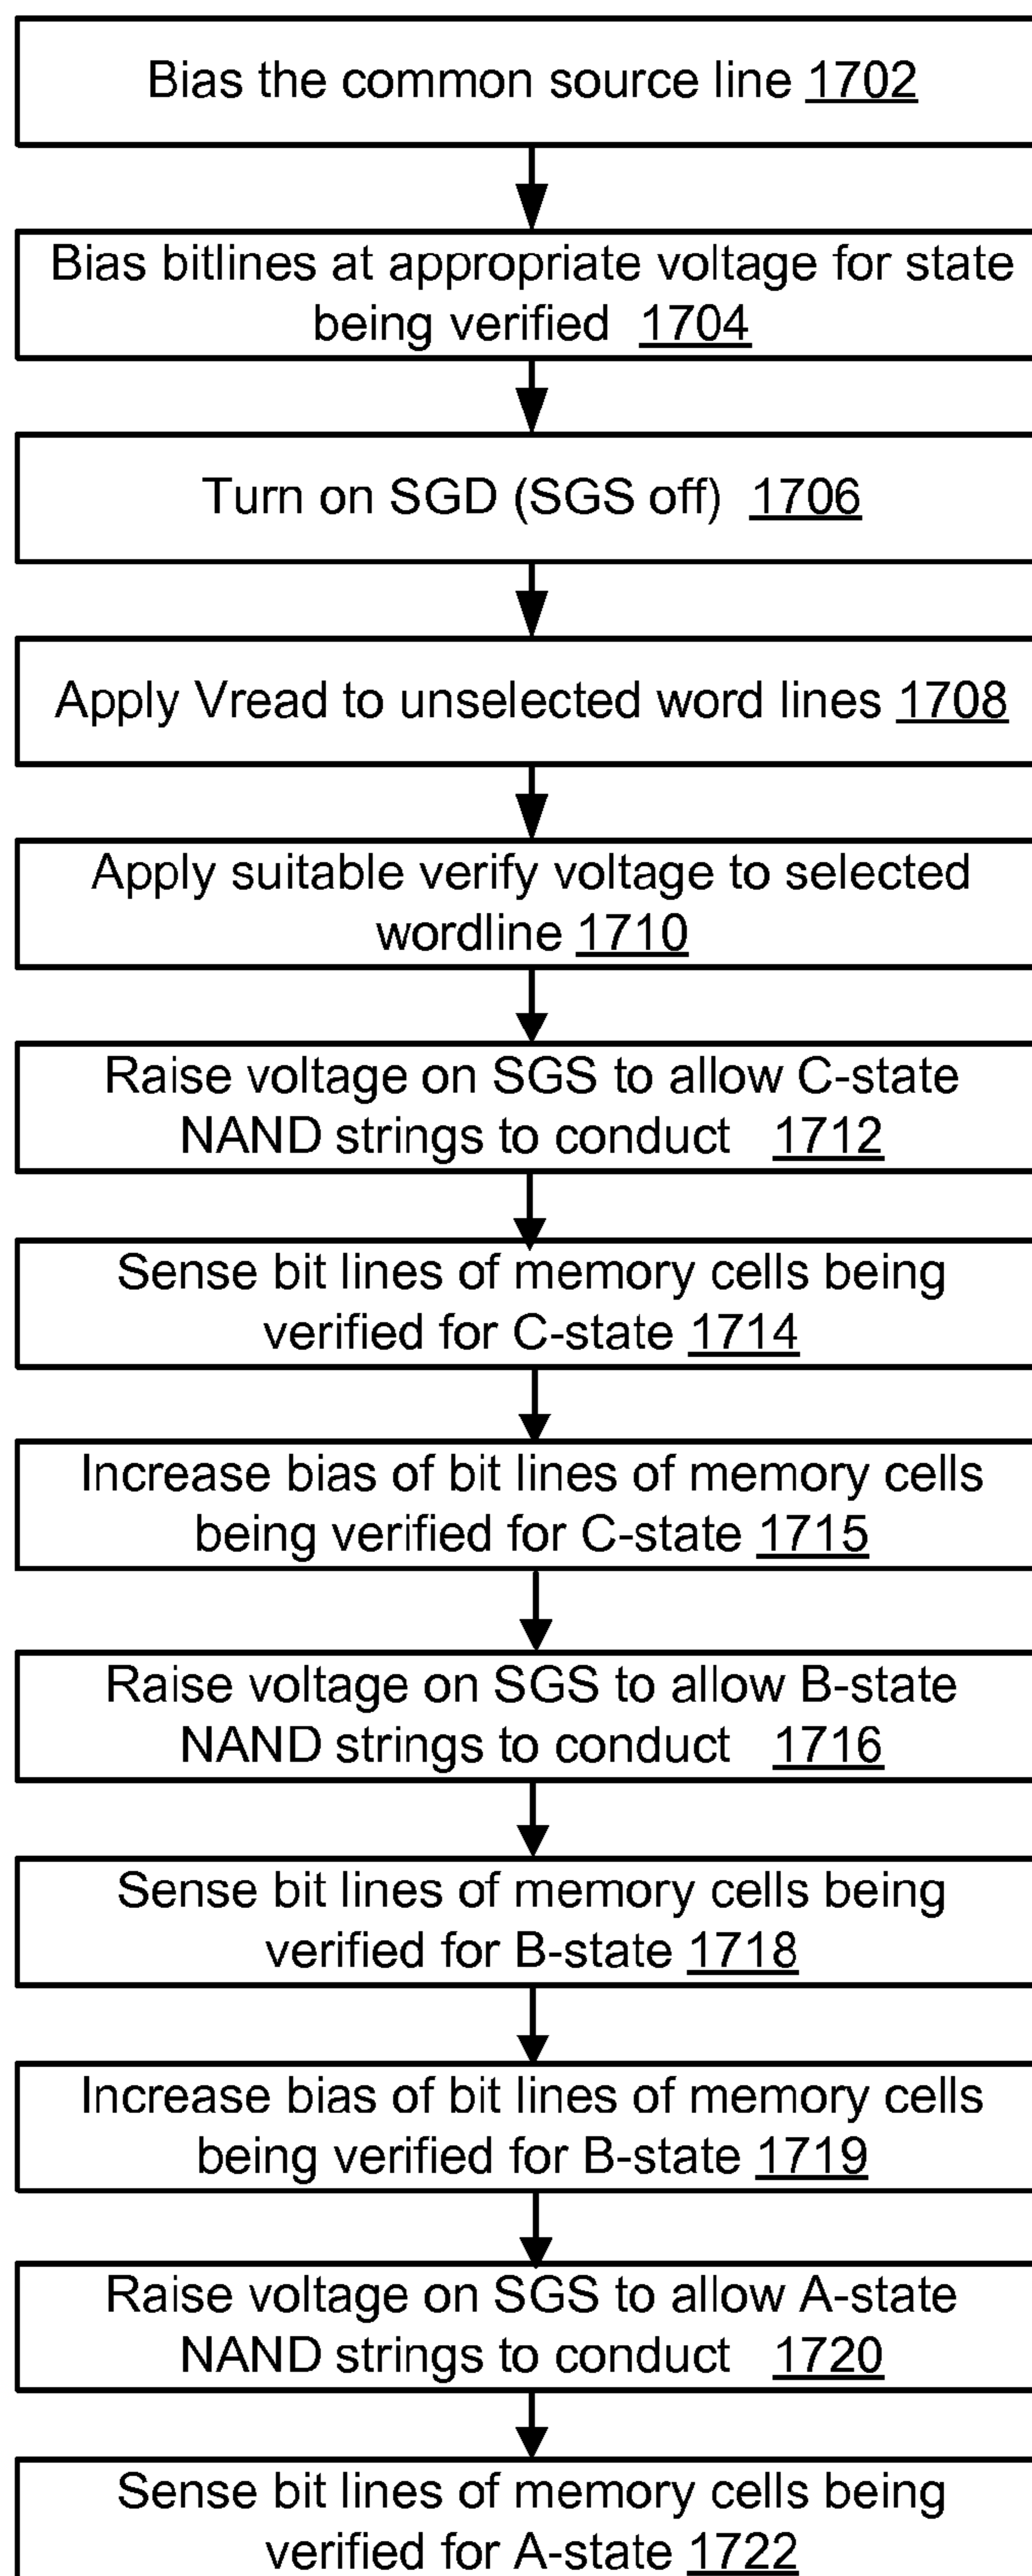 Bias the common source line 1702
Bias bitlines at appropriate voltage for state
being verified 1704
Turn on SGD (SGS off) 1706
Apply Vread to unselected word lines 1708
Apply suitable verify voltage to selected
wordline 1710
Raise voltage on SGS to allow C-state
NAND strings to conduct 1712
Sense bit lines of memory cells being
verified for C-state 1714
Increase bias of bit lines of memory cells
being verified for C-state 1715
Raise voltage on SGS to allow B-state
NAND strings to conduct 1716
Sense bit lines of memory cells being
verified for B-state 1718
Increase bias of bit lines of memory cells
being verified for B-state 1719
Raise voltage on SGS to allow A-state
NAND strings to conduct 1720
Sense bit lines of memory cells being
verified for A-state 1722